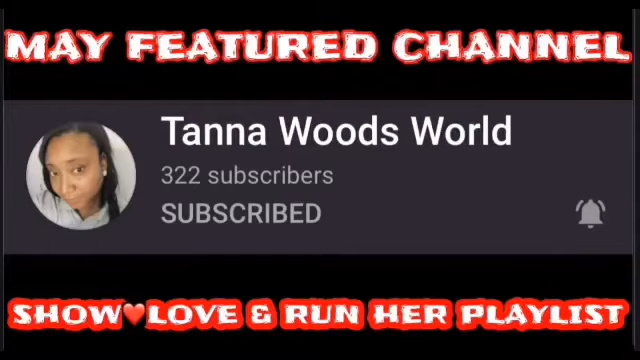 MAY FEATURED CHANNEL
Tanna Woods World
322 subscribers
SUBSCRIBED
SHOW❤️LOVE & RUN HER PLAYLIST